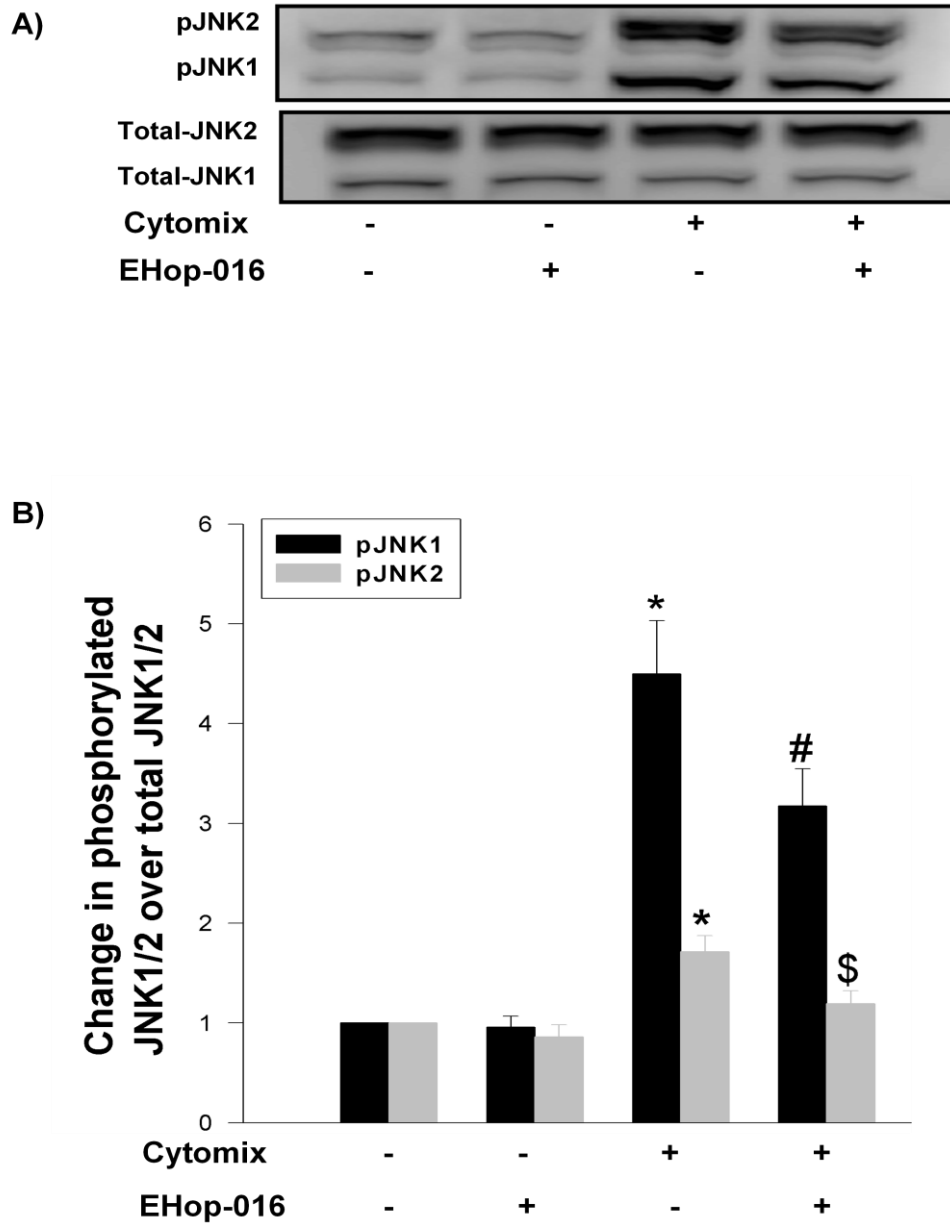 A)
pJNK2
pJNK1
Total-JNK2
Total-JNK1
Cytomix - - + +
EHop-016 - + - +
B)
Change in phosphorylated
JNK1/2 over total JNK1/2
6
5
4
3
2
1
0
pJNK1
pJNK2
*
*
#
$
Cytomix - - + +
EHop-016 - + - +